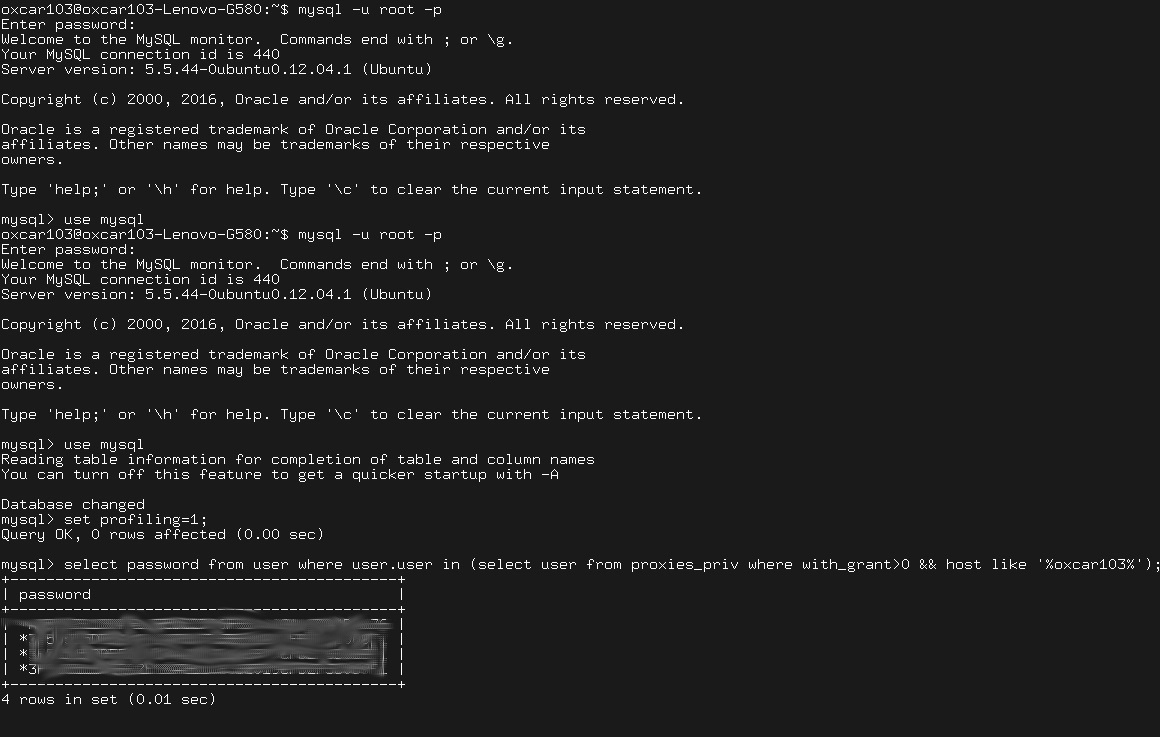 oxcar103@oxcar103-Lenovo-G580:~$ mysql -u root -p
Enter password:
Welcome to the MySQL monitor.  Commands end with ; or \g.
Your MySQL connection id is 440
Server version: 5.5.44-0ubuntu0.12.04.1 (Ubuntu)
Copyright (c) 2000, 2016, Oracle and/or its affiliates. All rights reserved.
Oracle is a registered trademark of Oracle Corporation and/or its
affiliates. Other names may be trademarks of their respective
owners.
Type 'help;' or '\h' for help. Type '\c' to clear the current input statement.
mysql> use mysql
oxcar103@oxcar103-Lenovo-G580:~$ mysql -u root -p
Enter password:
Welcome to the MySQL monitor.  Commands end with ; or \g.
Your MySQL connection id is 440
Server version: 5.5.44-0ubuntu0.12.04.1 (Ubuntu)
Copyright (c) 2000, 2016, Oracle and/or its affiliates. All rights reserved.
Oracle is a registered trademark of Oracle Corporation and/or its
affiliates. Other names may be trademarks of their respective
owners.
Type 'help;' or '\h' for help. Type '\c' to clear the current input statement.
mysql> use mysql
Reading table information for completion of table and column names
You can turn off this feature to get a quicker startup with -A
Database changed
mysql> set profiling=1;
Query OK, 0 rows affected (0.00 sec)
mysql> select password from user where user.user in (select user from proxies_priv where with_grant>0 && host like '%oxcar103%');
+-------------------------------------------+
| password                                  |
+-------------------------------------------+
+-------------------------------------------+
4 rows in set (0.01 sec)